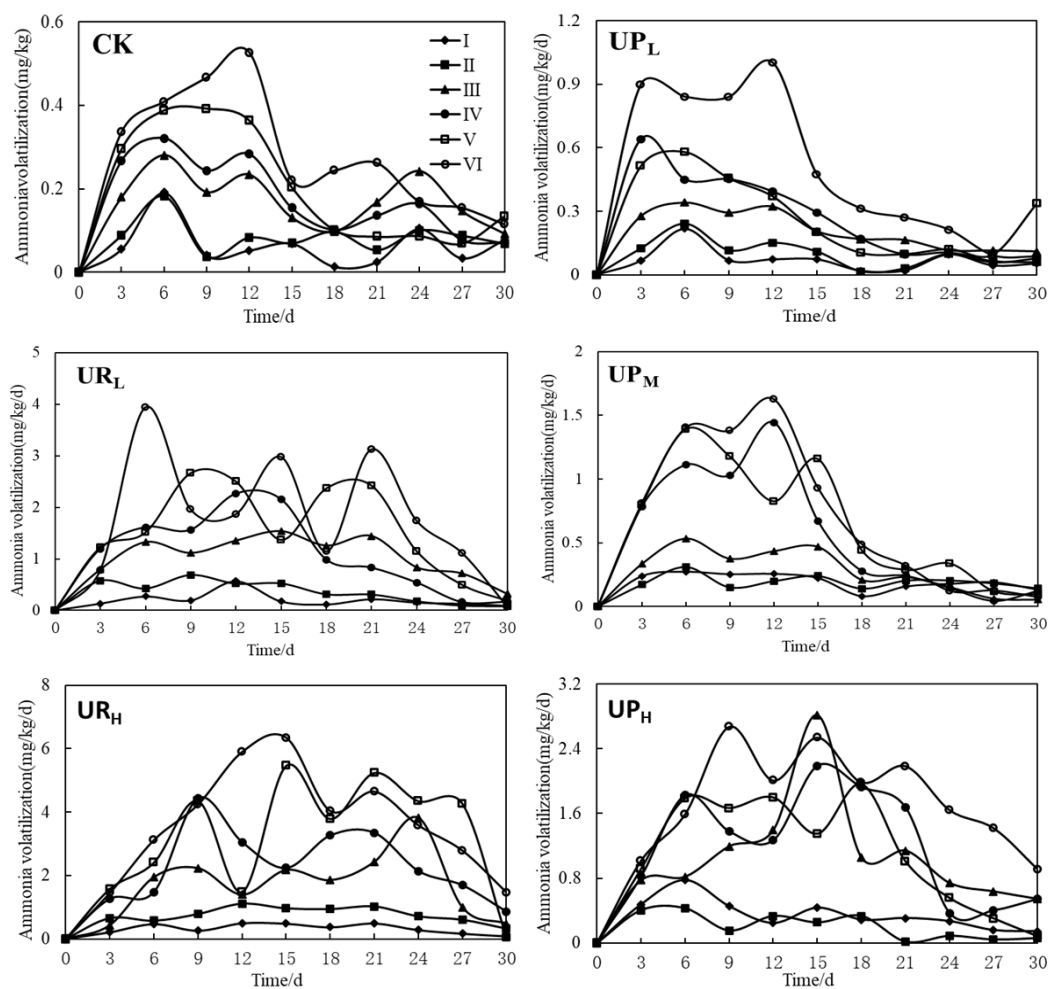 CK
Ammoniavolatilization(mg/kg)
0.6
0.4
0.2
0
0 3 6 9 12 15 18 21 24 27 30
Time/d
I
II
III
IV
V
VI
UPL
Ammonia volatilization(mg/kg/d)
1.2
0.9
0.6
0.3
0
0 3 6 9 12 15 18 21 24 27 30
Time/d
URL
Ammonia volatilization(mg/kg/d)
5
4
3
2
1
0
0 3 6 9 12 15 18 21 24 27 30
Time/d
UPM
Ammonia volatilization(mg/kg/d)
2
1.5
1
0.5
0
0 3 6 9 12 15 18 21 24 27 30
Time/d
URH
Ammonia volatilization(mg/kg/d)
8
6
4
2
0
0 3 6 9 12 15 18 21 24 27 30
Time/d
UPH
Ammonia volatilization(mg/kg/d)
3.2
2.4
1.6
0.8
0
0 3 6 9 12 15 18 21 24 27 30
Time/d